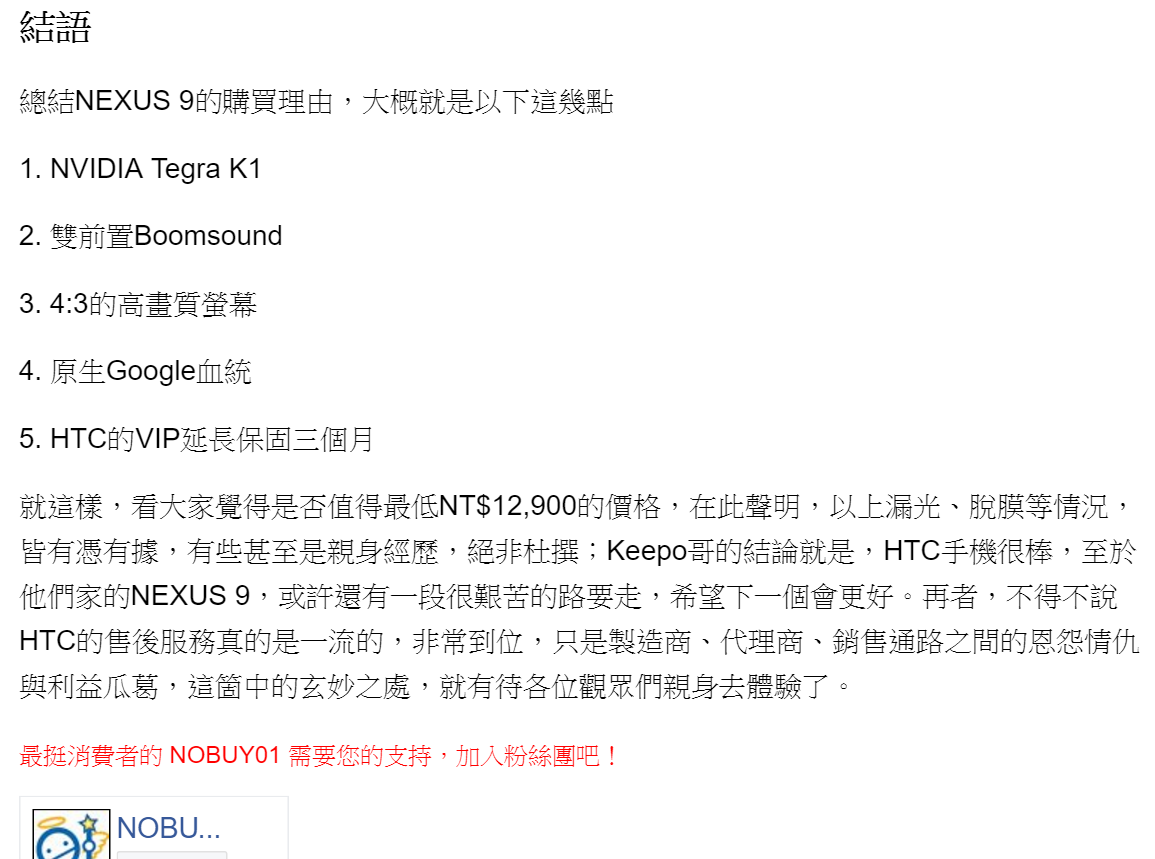 結語
總結NEXUS 9的購買理由，大概就是以下這幾點
1. NVIDIA Tegra K1
2. 雙前置Boomsound
3. 4:3的高畫質螢幕
4. 原生Google血統
5. HTC的VIP延長保固三個月
就這樣，看大家覺得是否值得最低NT$12,900的價格，在此聲明，以上漏光、脫膜等情況，
皆有憑有據，有些甚至是親身經歷，絕非杜撰；Keepo哥的結論就是，HTC手機很棒，至於
他們家的NEXUS 9，或許還有一段很艱苦的路要走，希望下一個會更好。再者，不得不說
HTC的售後服務真的是一流的，非常到位，只是製造商、代理商、銷售通路之間的恩怨情仇
與利益瓜葛，這箇中的玄妙之處，就有待各位觀眾們親身去體驗了。
最挺消費者的 NOBUY01 需要您的支持，加入粉絲團吧！
NOBU...